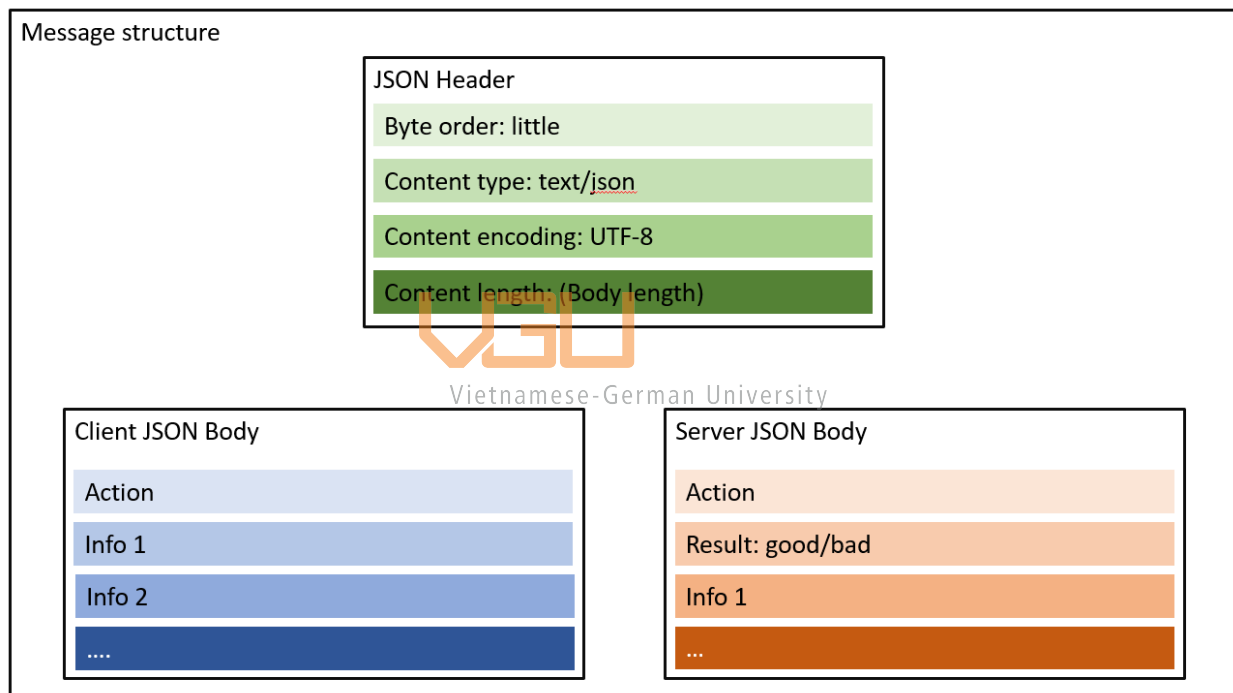 Message structure
JSON Header
Byte order: little
Content type: text/json
Content encoding: UTF-8
Content length: (Body length)
VGU
Vietnamese-German University
Client JSON Body
Action
Info 1
Info 2
....
Server JSON Body
Action
Result: good/bad
Info 1
...